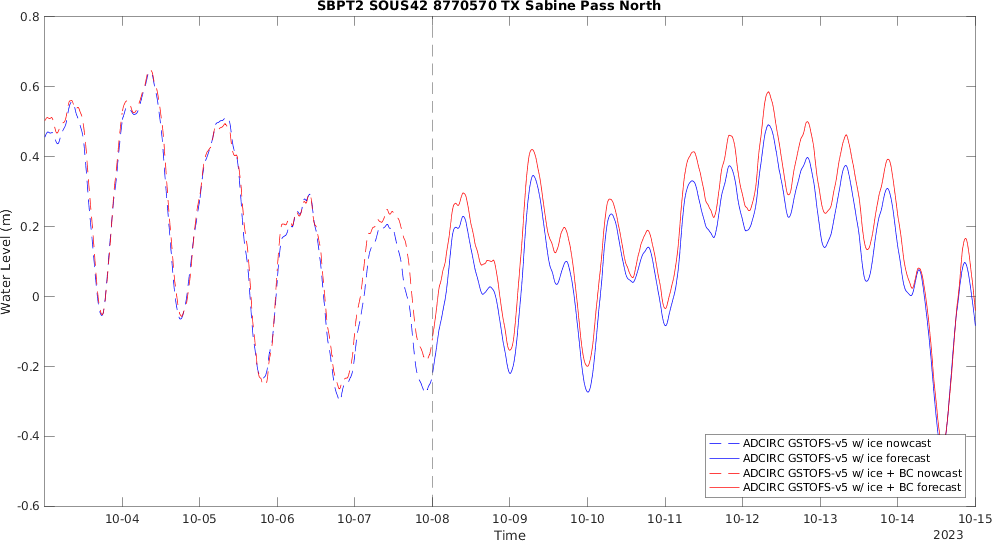 SBPT2 SOUS42 8770570 TX Sabine Pass North
0.8
0.6
0.4
0.2
0
-0.2
-0.4
-0.6
Water Level (m)
ADCIRC GSTOFS-v5 w/ ice nowcast
ADCIRC GSTOFS-v5 w/ ice forecast
ADCIRC GSTOFS-v5 w/ ice + BC nowcast
ADCIRC GSTOFS-v5 w/ ice + BC forecast
10-04 10-05 10-06 10-07 10-08 10-09 10-10 10-11 10-12 10-13 10-14 10-15
Time
2023